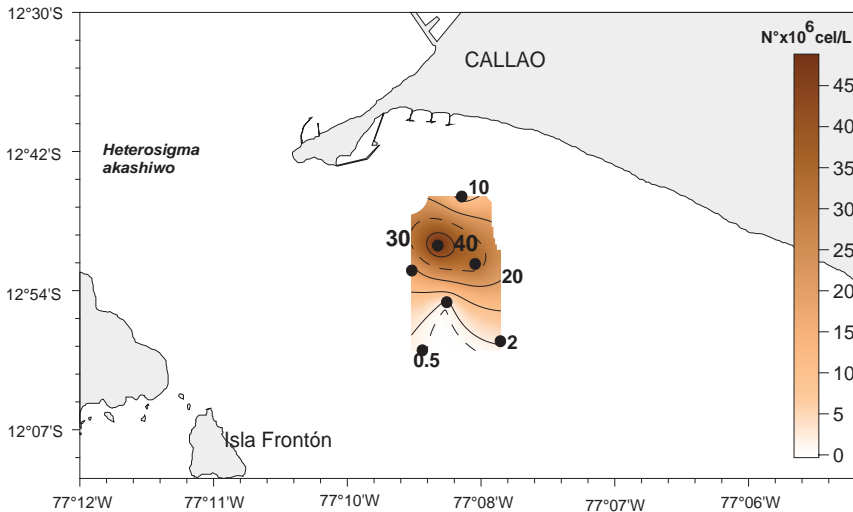 12°30'S
N°x10⁶cel/L
CALLAO
45
40
35
30
25
20
15
10
5
0
12°42'S
Heterosigma
akashiwo
10
30
40
20
12°54'S
2
0.5
12°07'S
Isla Frontón
77°12'W
77°11'W
77°10'W
77°08'W
77°07'W
77°06'W